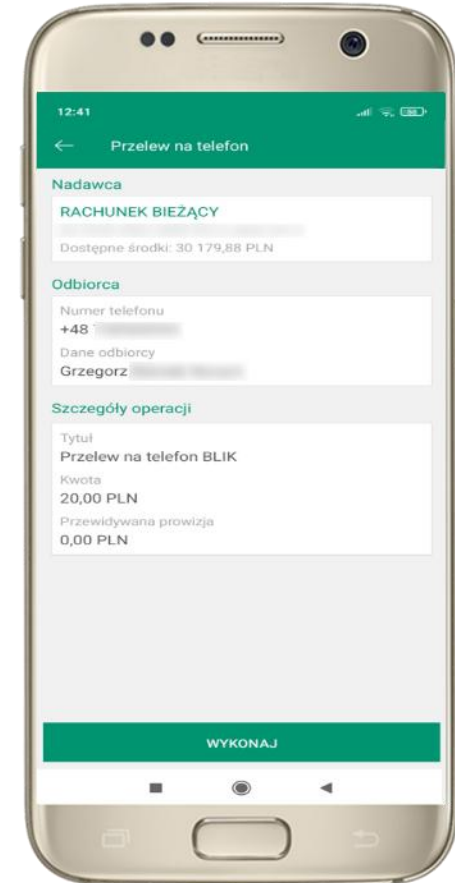 12:41
Przelew na telefon
Nadawca
RACHUNEK BIEŻĄCY
Dostępne środki: 30 179,88 PLN
Odbiorca
Numer telefonu
+48
Dane odbiorcy
Grzegorz
Szczegóły operacji
Tytuł
Przelew na telefon BLIK
Kwota
20,00 PLN
Przewidywana prowizja
0,00 PLN
WYKONAJ